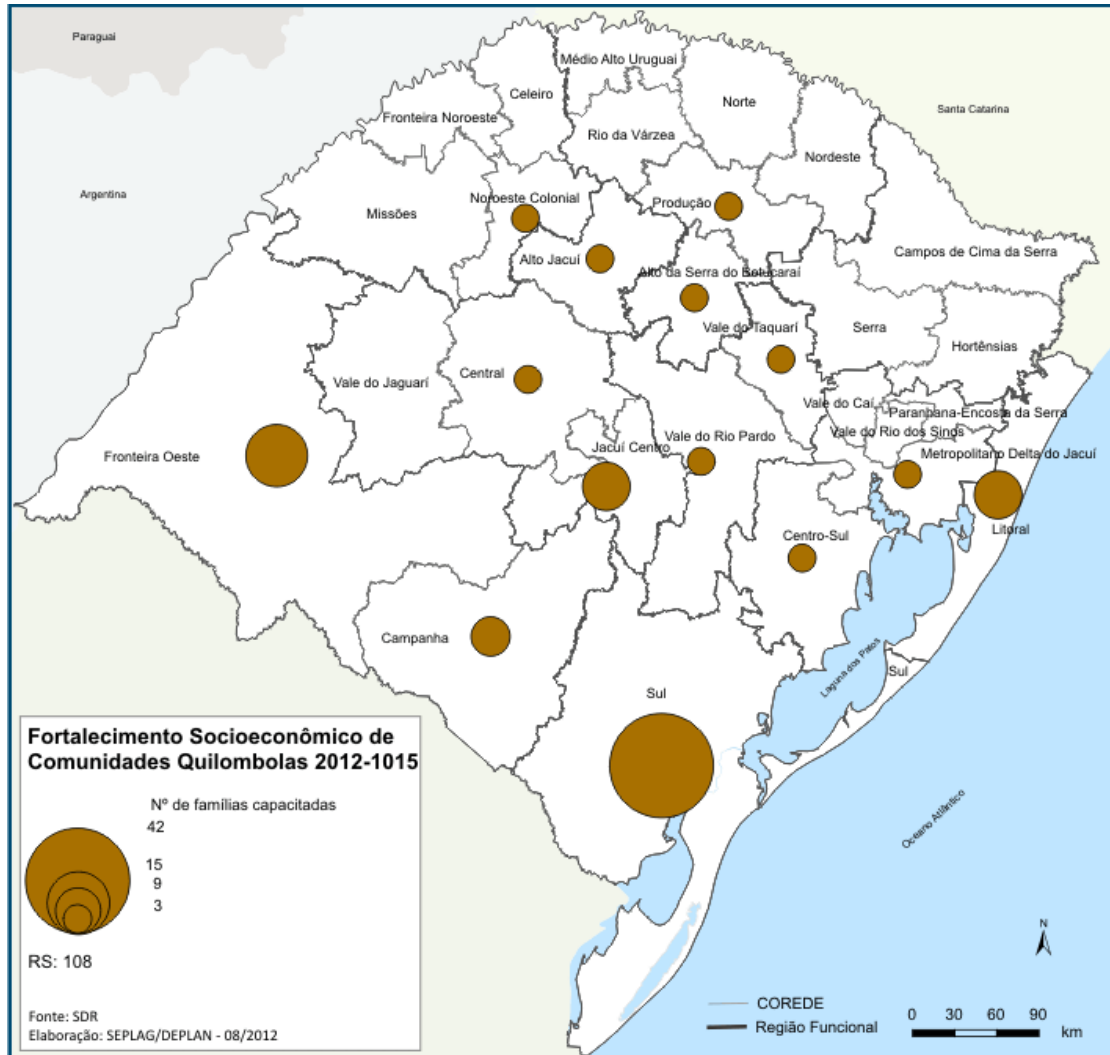 Paraguai
Médio Alto Uruguai
Celeiro
Norte
Santa Catarina
Fronteira Noroeste
Rio da Várzea
Nordeste
Argentina
Noroeste Colonial
Produção
Missões
Campos de Cima da Serra
Alto Jacuí
Alto da Serra do Botucaraí
Vale do Taquarí
Serra
Hortênsias
Central
Vale do Jaguarí
Vale do Caí
Paranhana-Encosta da Serra
Vale do Rio dos Sinos
Vale do Rio Pardo
Jacuí Centro
Fronteira Oeste
Metropolitano Delta do Jacuí
Litoral
Centro-Sul
Campanha
Laguna dos Patos
Sul
Sul
Oceano Atlântico
Fortalecimento Socioeconômico de
Comunidades Quilombolas 2012-1015
Nº de famílias capacitadas
42
15
9
3
RS: 108
Fonte: SDR
Elaboração: SEPLAG/DEPLAN - 08/2012
N
COREDE
Região Funcional
0 30 60 90
km